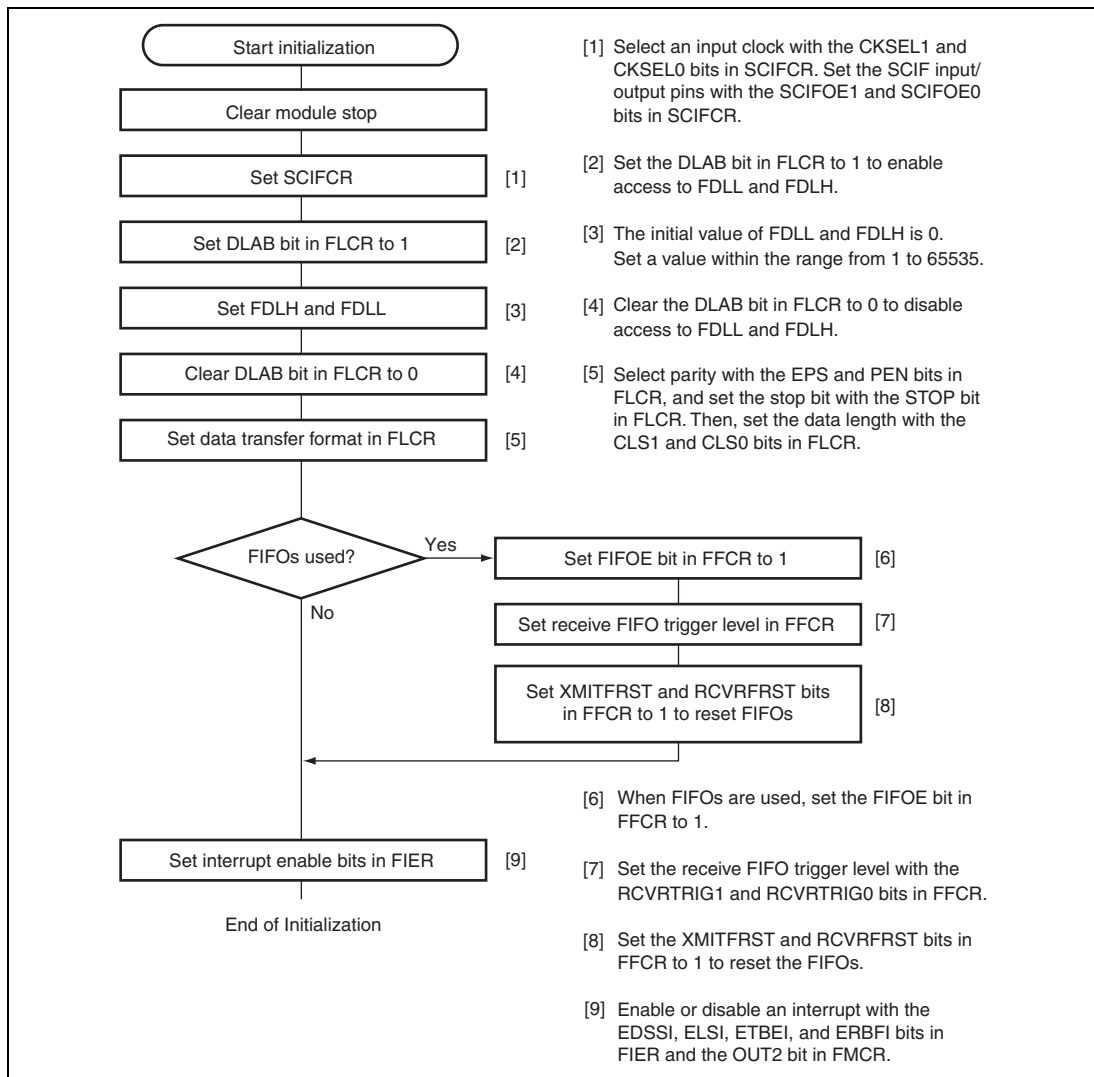 Start initialization
Clear module stop
Set SCIFCR
[1]
Set DLAB bit in FLCR to 1
[2]
Set FDLH and FDLL
[3]
Clear DLAB bit in FLCR to 0
[4]
Set data transfer format in FLCR
[5]
[1] Select an input clock with the CKSEL1 and
CKSEL0 bits in SCIFCR. Set the SCIF input/
output pins with the SCIFOE1 and SCIFOE0
bits in SCIFCR.
[2] Set the DLAB bit in FLCR to 1 to enable
access to FDLL and FDLH.
[3] The initial value of FDLL and FDLH is 0.
Set a value within the range from 1 to 65535.
[4] Clear the DLAB bit in FLCR to 0 to disable
access to FDLL and FDLH.
[5] Select parity with the EPS and PEN bits in
FLCR, and set the stop bit with the STOP bit
in FLCR. Then, set the data length with the
CLS1 and CLS0 bits in FLCR.
FIFOs used?
Yes
No
Set FIFOE bit in FFCR to 1
[6]
Set receive FIFO trigger level in FFCR
[7]
Set XMITFRST and RCVRFRST bits
in FFCR to 1 to reset FIFOs
[8]
Set interrupt enable bits in FIER
[9]
End of Initialization
[6] When FIFOs are used, set the FIFOE bit in
FFCR to 1.
[7] Set the receive FIFO trigger level with the
RCVRTRIG1 and RCVRTRIG0 bits in FFCR.
[8] Set the XMITFRST and RCVRFRST bits in
FFCR to 1 to reset the FIFOs.
[9] Enable or disable an interrupt with the
EDSSI, ELSI, ETBEI, and ERBFI bits in
FIER and the OUT2 bit in FMCR.